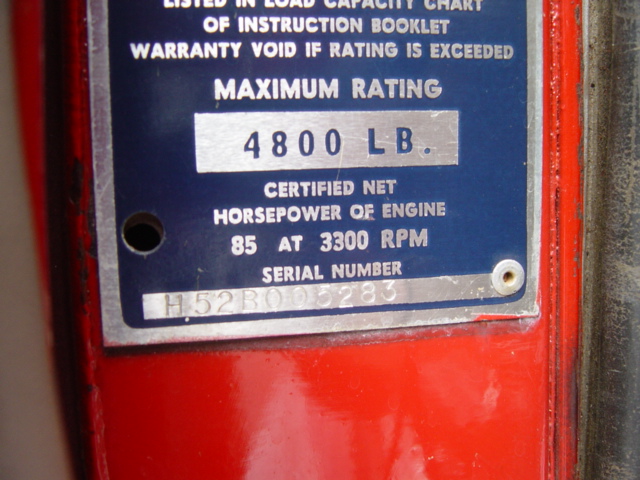 LISTED IN LOAD CAPACITY CHART
OF INSTRUCTION BOOKLET
WARRANTY VOID IF RATING IS EXCEEDED
MAXIMUM RATING
4800 LB.
CERTIFIED NET
HORSEPOWER OF ENGINE
85 AT 3300 RPM
SERIAL NUMBER
H52B005283